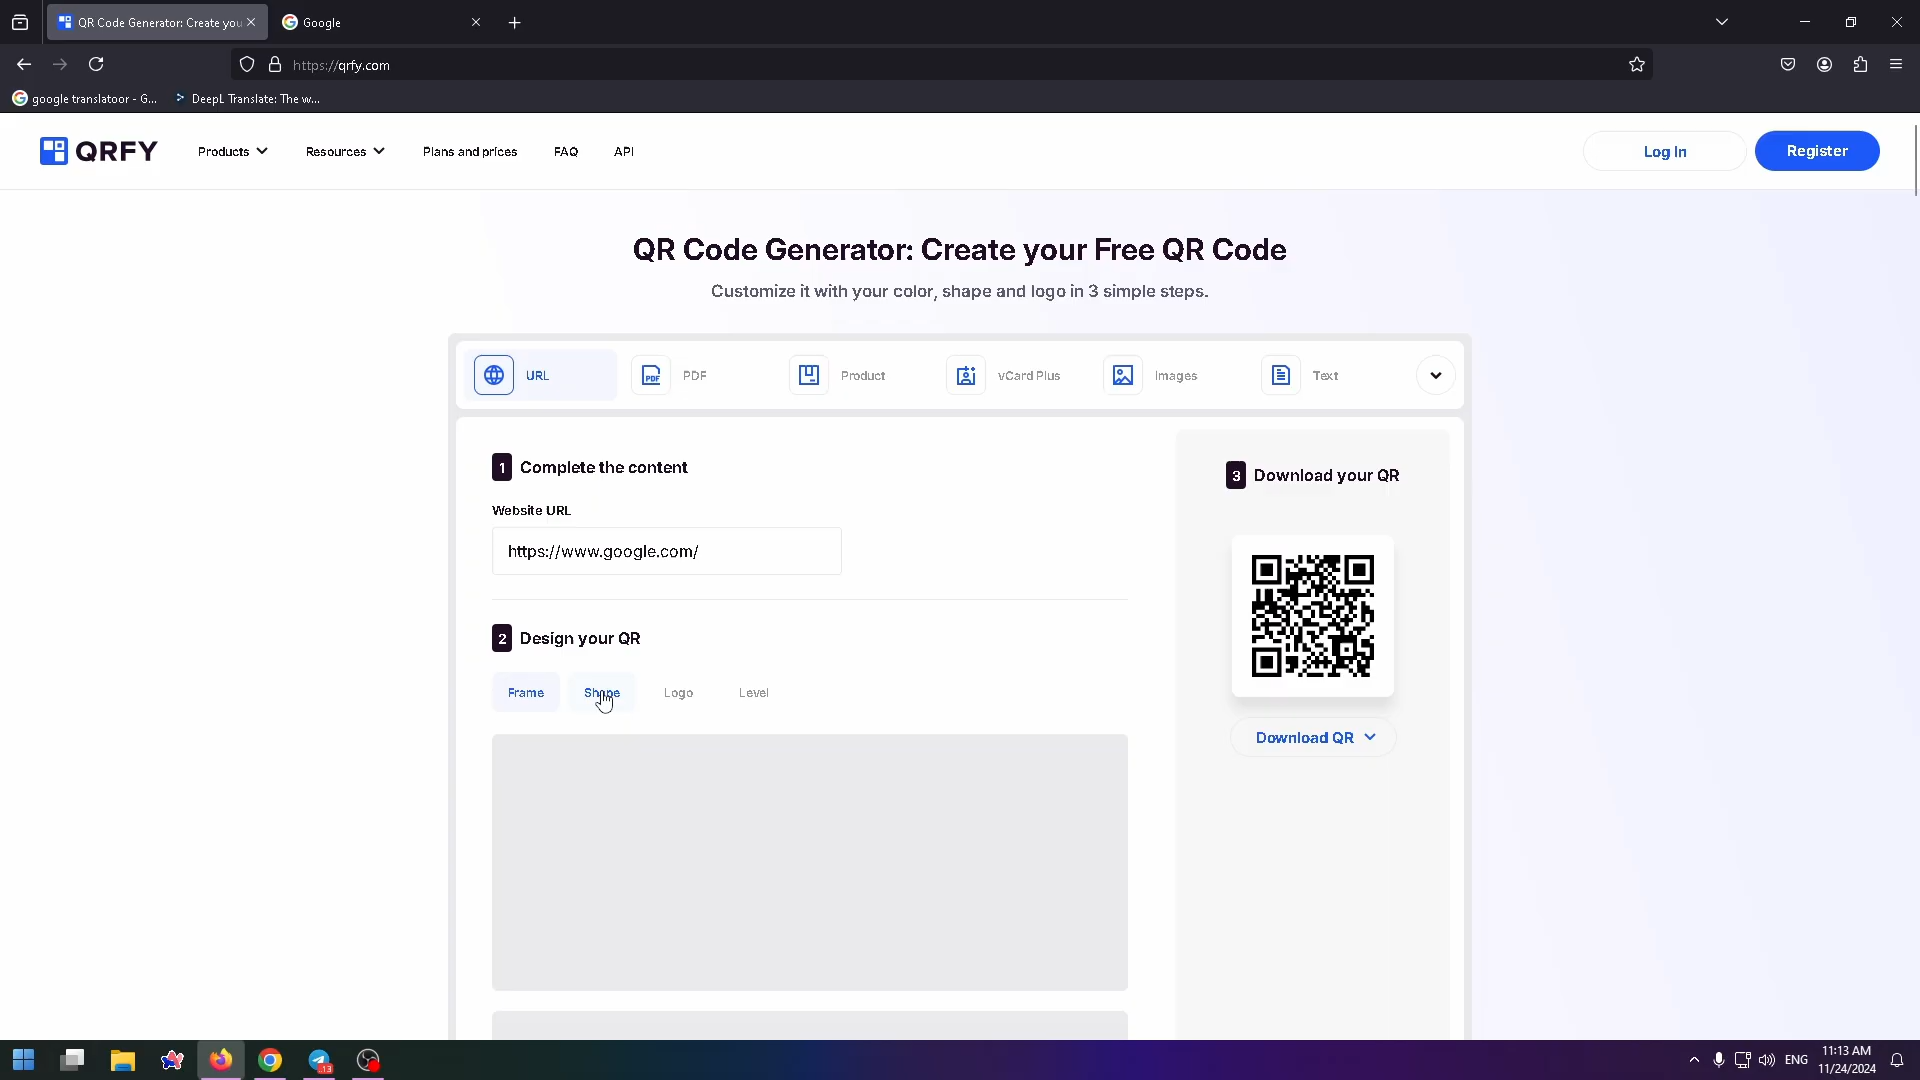 QR Code Generator: Create you
Google
https://qrfy.com
google translatoor - G...
DeepL Translate: The w...
QRFY
Products
Resources
Plans and prices
FAQ
API
Log In
Register
QR Code Generator: Create your Free QR Code
Customize it with your color, shape and logo in 3 simple steps.
URL
PDF
PDF
Product
vCard Plus
Images
Text
1 Complete the content
Website URL
https://www.google.com/
2 Design your QR
Frame
Shape
Logo
Level
3 Download your QR
Download QR
13
ENG
11:13 AM
11/24/2024